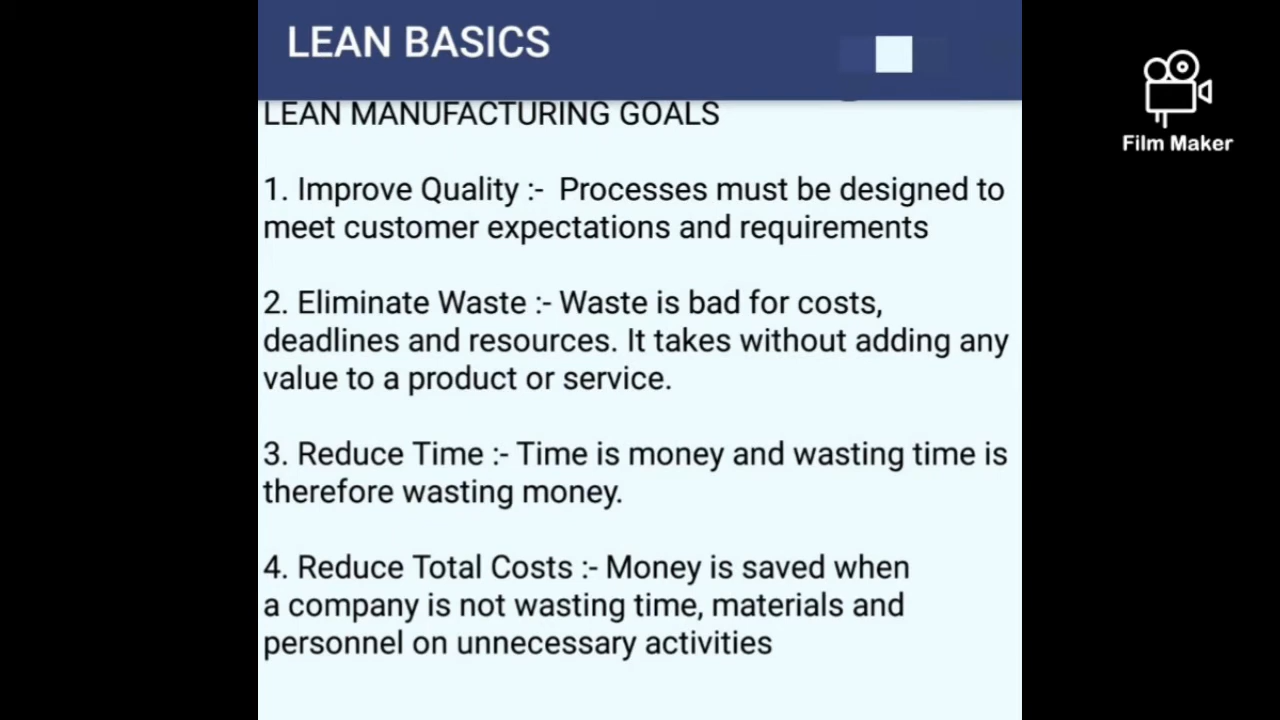 LEAN BASICS
LEAN MANUFACTURING GOALS
1. Improve Quality :-  Processes must be designed to
meet customer expectations and requirements
2. Eliminate Waste :- Waste is bad for costs,
deadlines and resources. It takes without adding any
value to a product or service.
3. Reduce Time :- Time is money and wasting time is
therefore wasting money.
4. Reduce Total Costs :- Money is saved when
a company is not wasting time, materials and
personnel on unnecessary activities
Film Maker